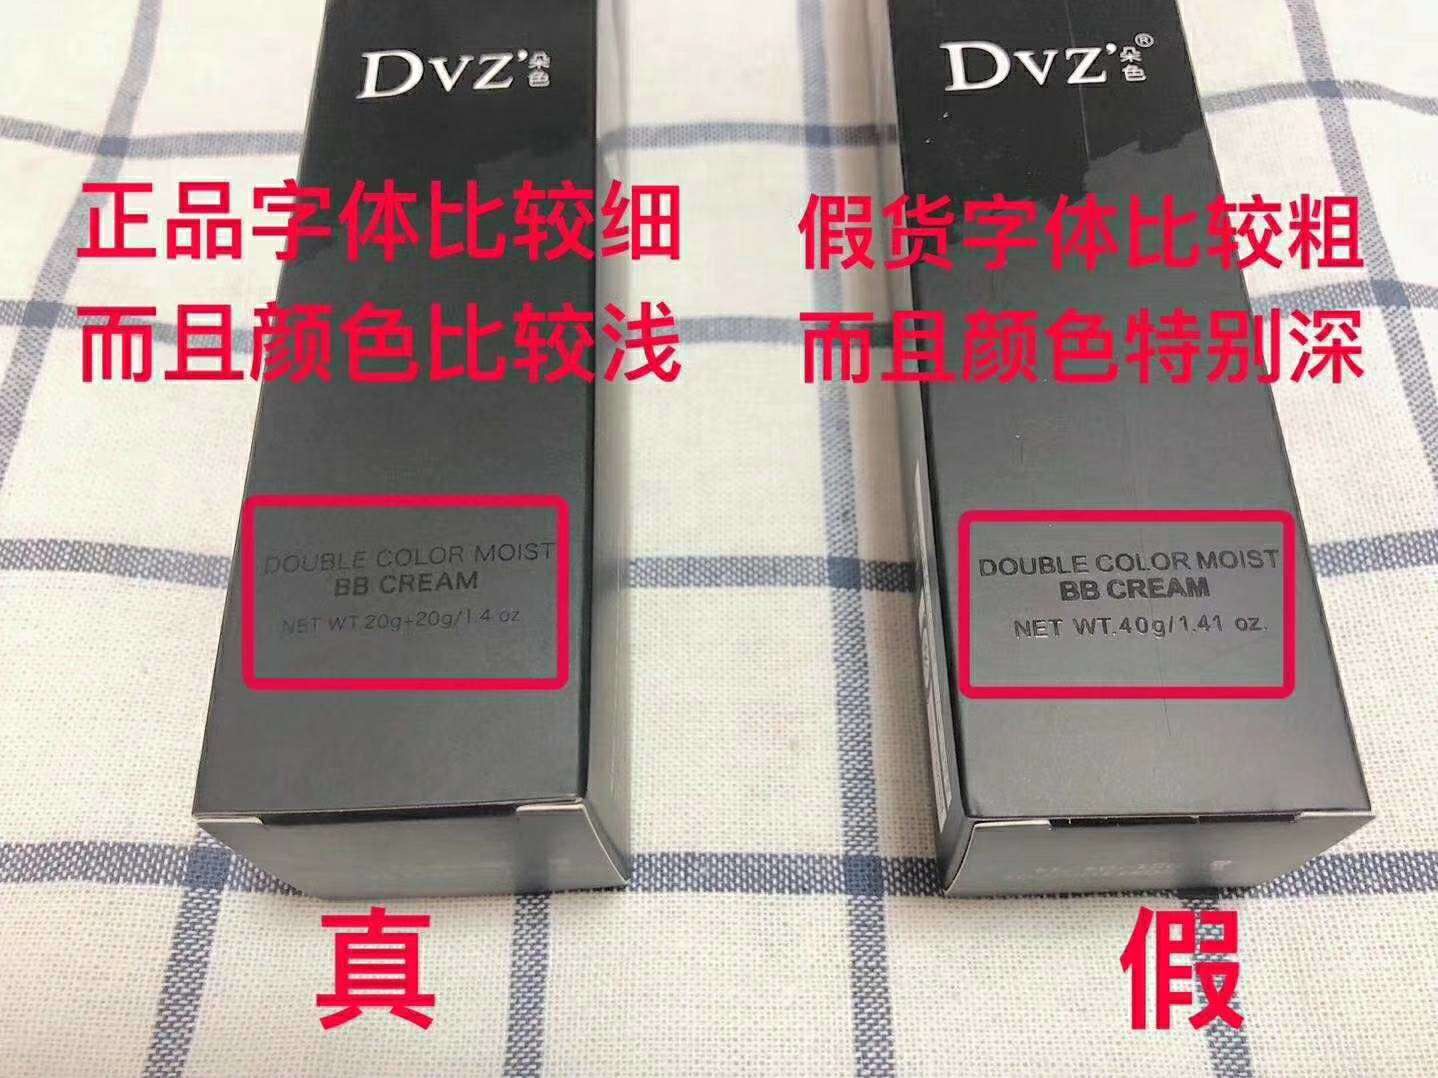 DVZ'朵色
DVZ'朵色®
正品字体比较细
而且颜色比较浅
假货字体比较粗
而且颜色特别深
DOUBLE COLOR MOIST
BB CREAM
NET WT.20g+20g/1.4 oz
DOUBLE COLOR MOIST
BB CREAM
NET WT.40g/1.41 oz.
真
假